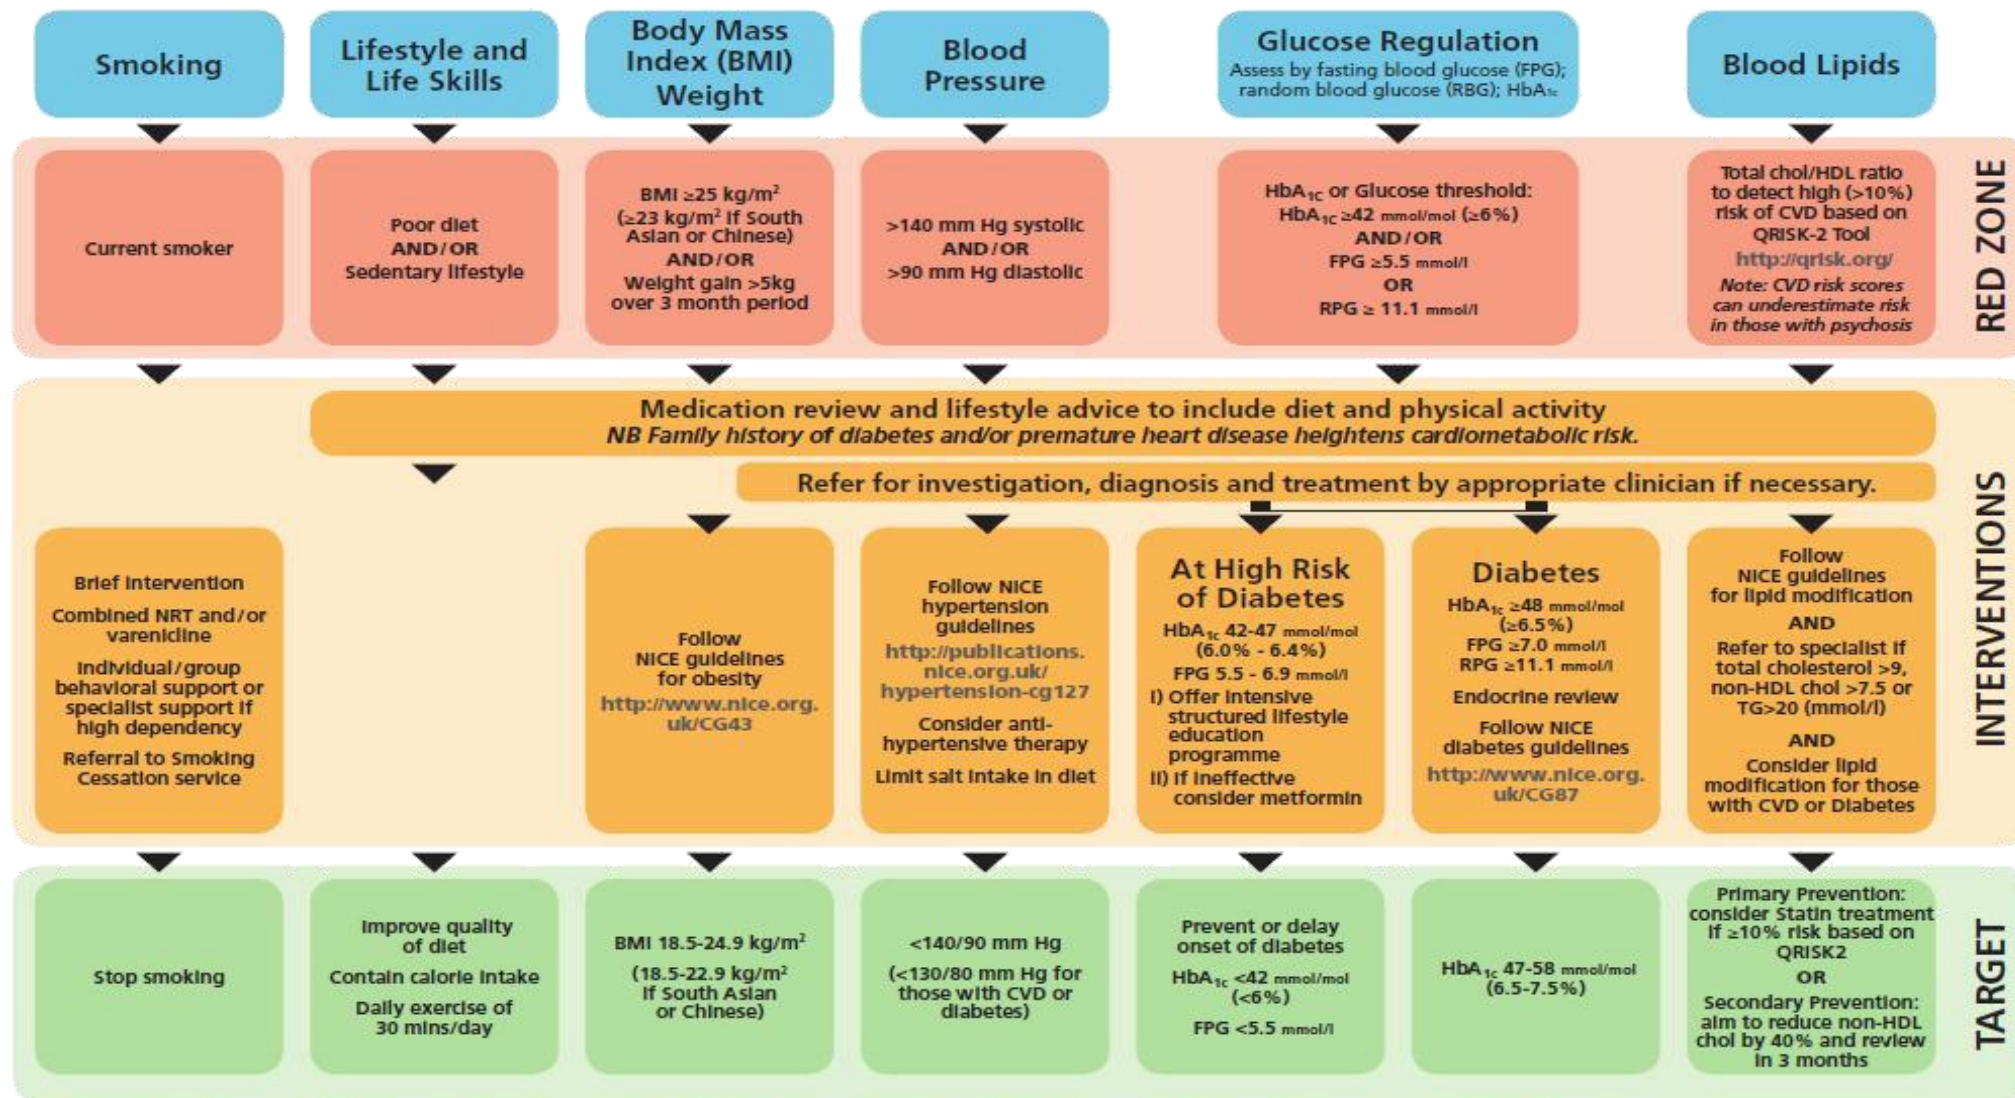 Smoking
Lifestyle and
Life Skills
Body Mass
Index (BMI)
Weight
Blood
Pressure
Glucose Regulation
Assess by fasting blood glucose (FPG);
random blood glucose (RBG); HbA1c
Blood Lipids
Current smoker
Poor diet
AND/OR
Sedentary lifestyle
BMI ≥25 kg/m²
(≥23 kg/m² if South
Asian or Chinese)
AND/OR
Weight gain >5kg
over 3 month period
>140 mm Hg systolic
AND/OR
>90 mm Hg diastolic
HbA1C or Glucose threshold:
HbA1C ≥42 mmol/mol (≥6%)
AND/OR
FPG ≥5.5 mmol/l
OR
RPG ≥ 11.1 mmol/l
Total chol/HDL ratio
to detect high (>10%)
risk of CVD based on
QRISK-2 Tool
http://qrisk.org/
Note: CVD risk scores
can underestimate risk
in those with psychosis
RED ZONE
Medication review and lifestyle advice to include diet and physical activity
NB Family history of diabetes and/or premature heart disease heightens cardiometabolic risk.
Refer for investigation, diagnosis and treatment by appropriate clinician if necessary.
Brief intervention
Combined NRT and/or
varenicline
Individual/group
behavioral support or
specialist support if
high dependency
Referral to Smoking
Cessation service
Follow
NICE guidelines
for obesity
http://www.nice.org.
uk/CG43
Follow NICE
hypertension
guidelines
http://publications.
nice.org.uk/
hypertension-cg127
Consider anti-
hypertensive therapy
Limit salt intake in diet
At High Risk
of Diabetes
HbA1c 42-47 mmol/mol
(6.0% - 6.4%)
FPG 5.5 - 6.9 mmol/l
i) Offer intensive
structured lifestyle
education
programme
ii) If ineffective
consider metformin
Diabetes
HbA1c ≥48 mmol/mol
(≥6.5%)
FPG ≥7.0 mmol/l
RPG ≥11.1 mmol/l
Endocrine review
Follow NICE
diabetes guidelines
http://www.nice.org.
uk/CG87
Follow
NICE guidelines
for lipid modification
AND
Refer to specialist if
total cholesterol >9,
non-HDL chol >7.5 or
TG>20 (mmol/l)
AND
Consider lipid
modification for those
with CVD or Diabetes
INTERVENTIONS
Stop smoking
Improve quality
of diet
Contain calorie intake
Daily exercise of
30 mins/day
BMI 18.5-24.9 kg/m²
(18.5-22.9 kg/m²
if South Asian
or Chinese)
<140/90 mm Hg
(<130/80 mm Hg for
those with CVD or
diabetes)
Prevent or delay
onset of diabetes
HbA1c <42 mmol/mol
(<6%)
FPG <5.5 mmol/l
HbA1c 47-58 mmol/mol
(6.5-7.5%)
Primary Prevention:
consider Statin treatment
if ≥10% risk based on
QRISK2
OR
Secondary Prevention:
aim to reduce non-HDL
chol by 40% and review
in 3 months
TARGET